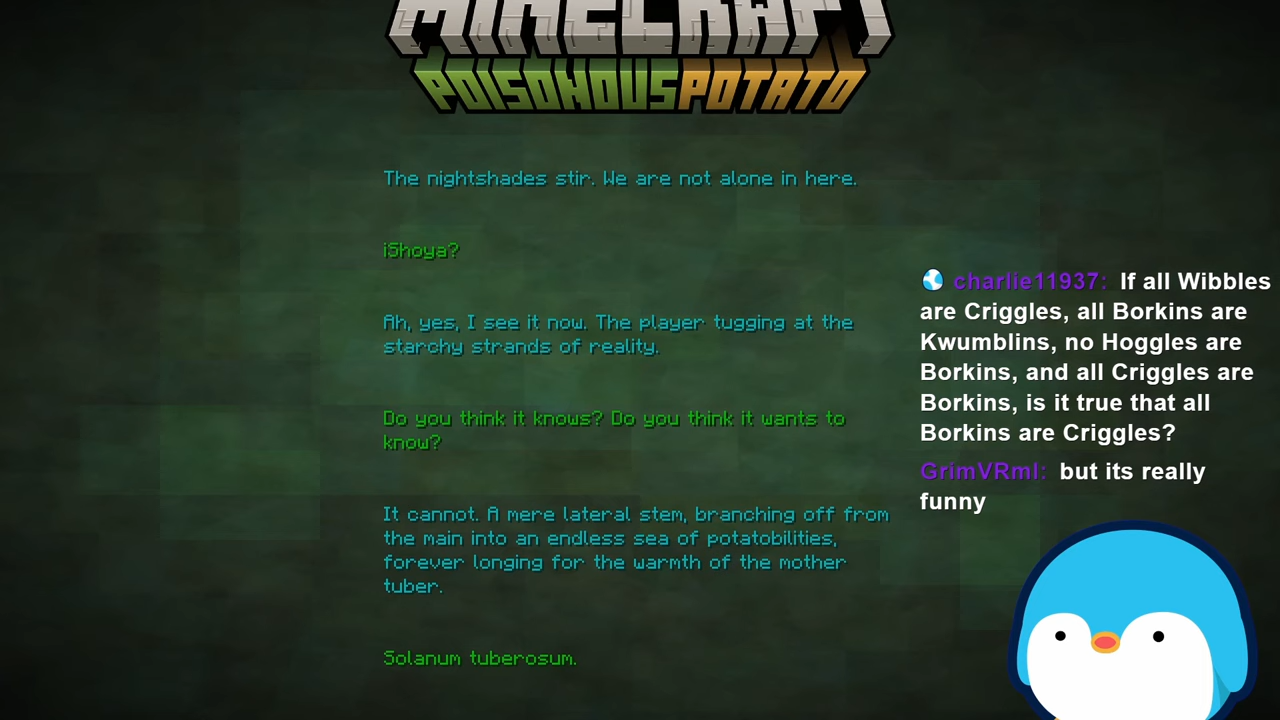 MINECRAFT
POISONOUS POTATO
The nightshades stir. We are not alone in here.
iShoya?
Ah, yes, I see it now. The player tugging at the
starchy strands of reality.
Do you think it knows? Do you think it wants to
know?
It cannot. A mere lateral stem, branching off from
the main into an endless sea of potatobilities,
forever longing for the warmth of the mother
tuber.
Solanum tuberosum.
charlie11937: If all Wibbles
are Criggles, all Borkins are
Kwumblins, no Hoggles are
Borkins, and all Criggles are
Borkins, is it true that all
Borkins are Criggles?
GrimVRml: but its really
funny